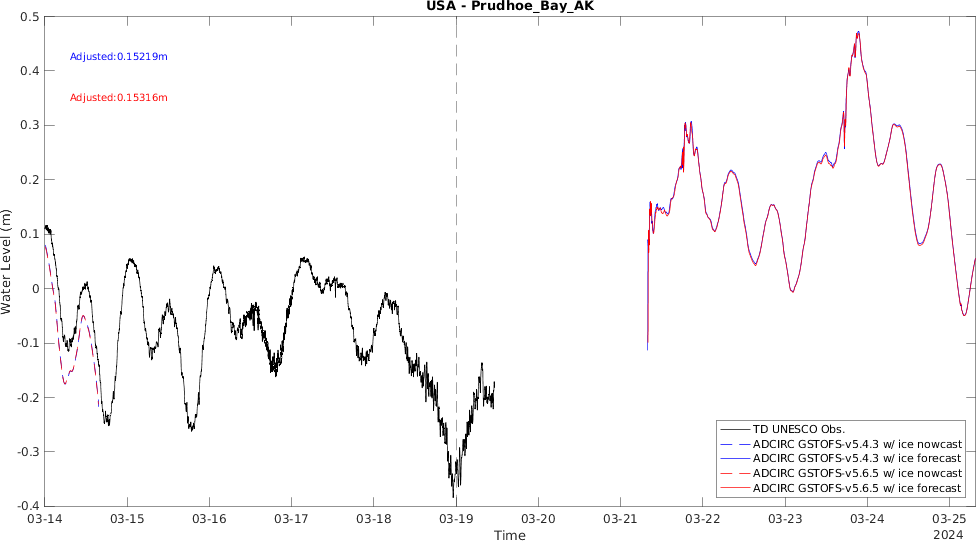 USA - Prudhoe_Bay_AK
0.5
Adjusted:0.15219m
0.4
Adjusted:0.15316m
0.3
0.2
0.1
0
-0.1
-0.2
-0.3
-0.4
Water Level (m)
TD UNESCO Obs.
ADCIRC GSTOFS-v5.4.3 w/ ice nowcast
ADCIRC GSTOFS-v5.4.3 w/ ice forecast
ADCIRC GSTOFS-v5.6.5 w/ ice nowcast
ADCIRC GSTOFS-v5.6.5 w/ ice forecast
03-14 03-15 03-16 03-17 03-18 03-19 03-20 03-21 03-22 03-23 03-24 03-25
Time
2024